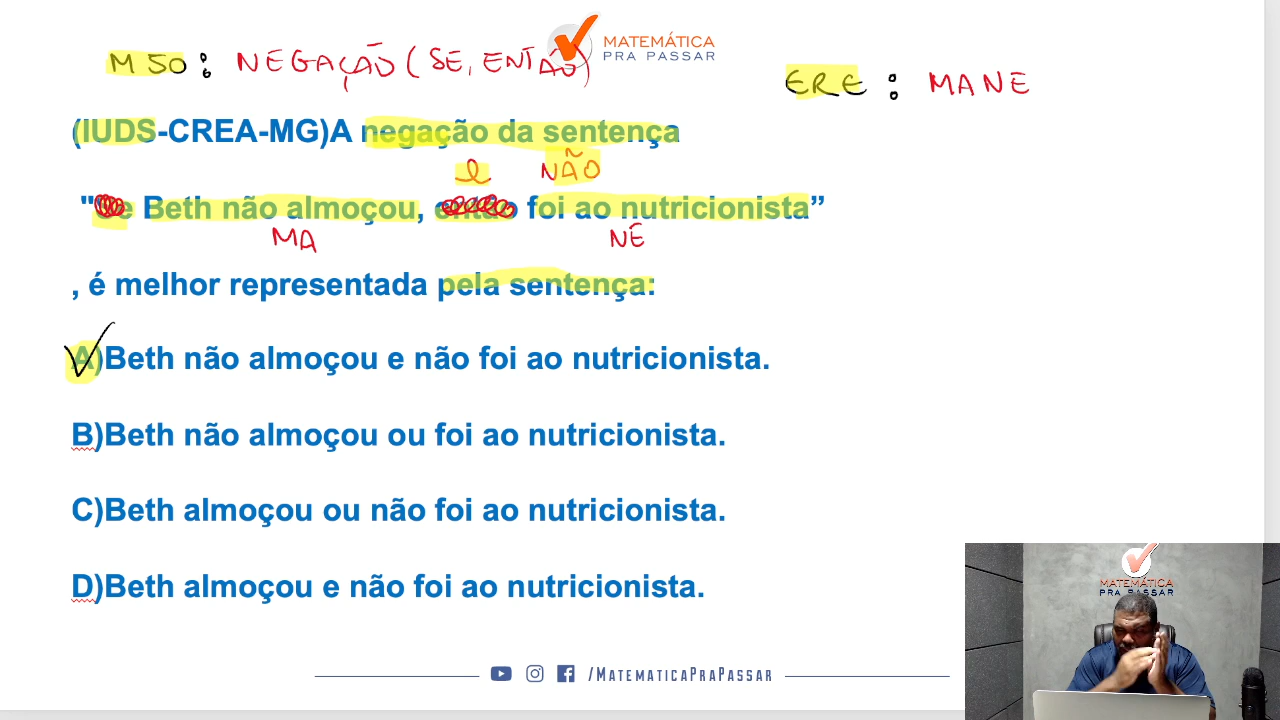 MATEMÁTICA
PRA PASSAR
M50: NEGAÇÃO (SE, ENTÃO)
ERE: MANE
(IUDS-CREA-MG)A negação da sentença
e NÃO
"Se Beth não almoçou, então foi ao nutricionista”
MA NE
, é melhor representada pela sentença:
A)Beth não almoçou e não foi ao nutricionista.
B)Beth não almoçou ou foi ao nutricionista.
C)Beth almoçou ou não foi ao nutricionista.
D)Beth almoçou e não foi ao nutricionista.
MATEMÁTICA
PRA PASSAR
/MATEMATICAPRAPASSAR